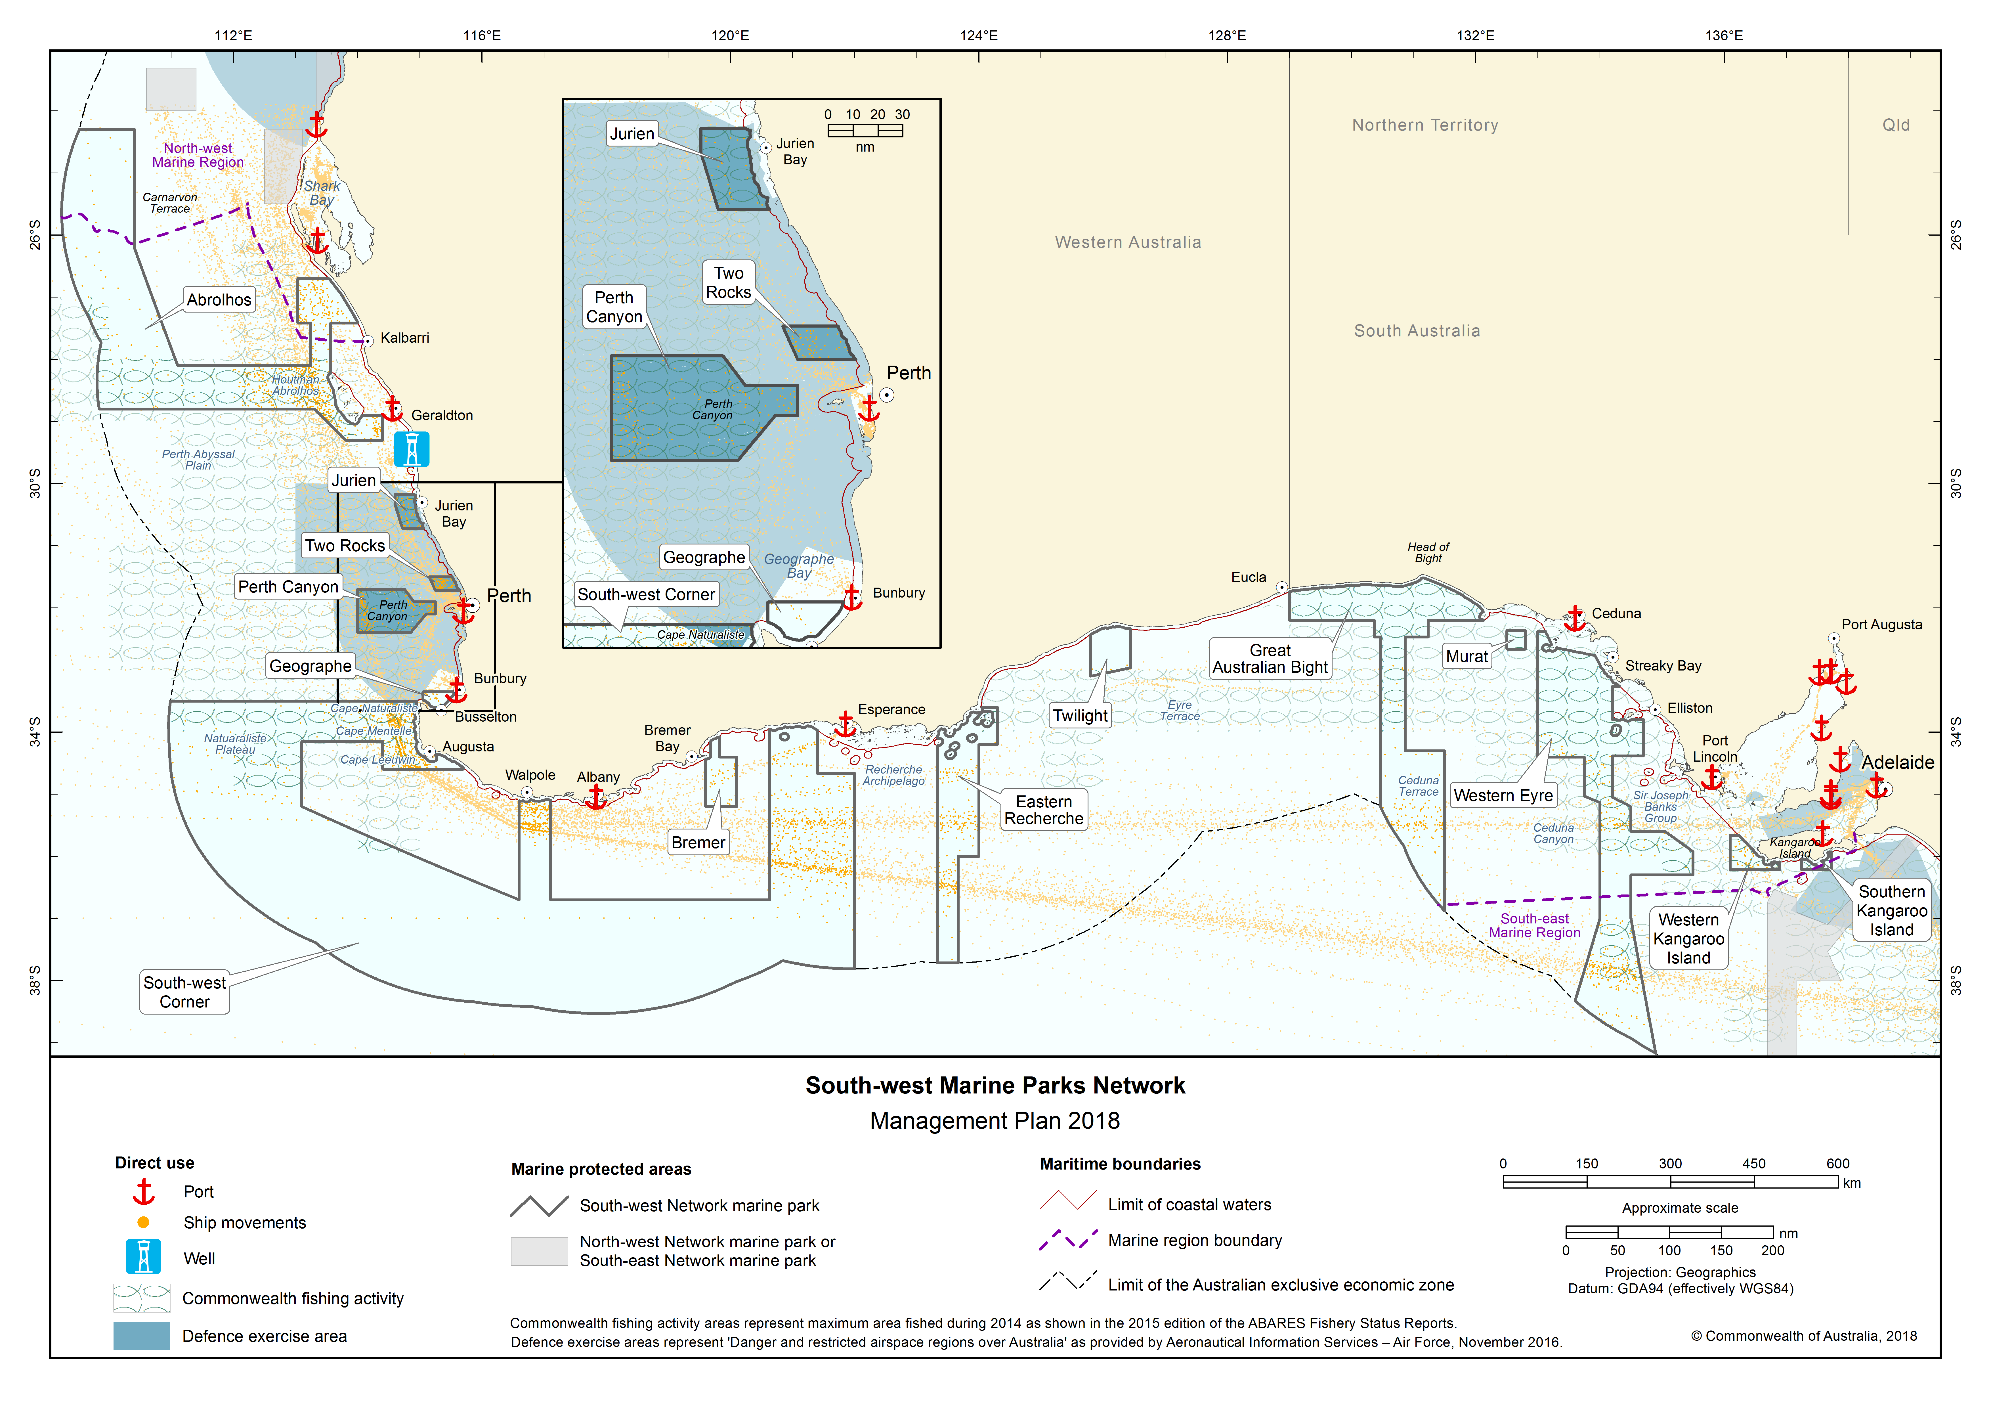 112°E
116°E
120°E
124°E
128°E
132°E
136°E
26°S
30°S
34°S
38°S
26°S
30°S
34°S
38°S
North-west
Marine Region
Carnarvon
Terrace
Shark
Bay
Abrolhos
Kalbarri
Houtman
Abrolhos
Geraldton
Perth Abyssal
Plain
Jurien
Jurien
Bay
Two Rocks
Perth Canyon
Perth
Canyon
Perth
Geographe
Bunbury
Cape Naturaliste
Busselton
Cape Mentelle
Natuaraliste
Plateau
Cape Leeuwin
Augusta
Walpole
Albany
Bremer
Bay
Bremer
Esperance
Recherche
Archipelago
Eastern
Recherche
South-west
Corner
0 10 20 30
nm
Jurien
Jurien
Bay
Two
Rocks
Perth
Canyon
Perth
Perth
Canyon
Geographe
Geographe
Bay
South-west Corner
Bunbury
Cape Naturaliste
Northern Territory
Qld
Western Australia
South Australia
Head of
Bight
Eucla
Great
Australian Bight
Twilight
Eyre
Terrace
Murat
Ceduna
Port Augusta
Streaky Bay
Elliston
Port
Lincoln
Adelaide
Ceduna
Terrace
Western Eyre
Sir Joseph
Banks
Group
Ceduna
Canyon
Kangaroo
Island
South-east
Marine Region
Western
Kangaroo
Island
Southern
Kangaroo
Island
South-west Marine Parks Network
Management Plan 2018
Direct use
Port
Ship movements
Well
Commonwealth fishing activity
Defence exercise area
Marine protected areas
South-west Network marine park
North-west Network marine park or
South-east Network marine park
Maritime boundaries
Limit of coastal waters
Marine region boundary
Limit of the Australian exclusive economic zone
0 150 300 450 600
km
Approximate scale
nm
0 50 100 150 200
Projection: Geographics
Datum: GDA94 (effectively WGS84)
Commonwealth fishing activity areas represent maximum area fished during 2014 as shown in the 2015 edition of the ABARES Fishery Status Reports.
Defence exercise areas represent 'Danger and restricted airspace regions over Australia' as provided by Aeronautical Information Services – Air Force, November 2016.
© Commonwealth of Australia, 2018